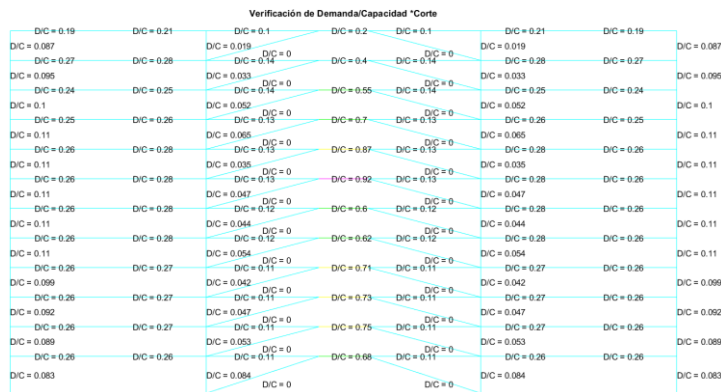 Verificación de Demanda/Capacidad *Corte
D/C = 0.19 D/C = 0.21 D/C = 0.1 D/C = 0.2 D/C = 0.1 D/C = 0.21 D/C = 0.19
D/C = 0.087 D/C = 0.019 D/C = 0 D/C = 0 D/C = 0.019 D/C = 0.087
D/C = 0.27 D/C = 0.28 D/C = 0.14 D/C = 0.4 D/C = 0.14 D/C = 0.28 D/C = 0.27
D/C = 0.095 D/C = 0.033 D/C = 0 D/C = 0 D/C = 0.033 D/C = 0.095
D/C = 0.24 D/C = 0.25 D/C = 0.14 D/C = 0.55 D/C = 0.14 D/C = 0.25 D/C = 0.24
D/C = 0.1 D/C = 0.052 D/C = 0 D/C = 0 D/C = 0.052 D/C = 0.1
D/C = 0.25 D/C = 0.26 D/C = 0.13 D/C = 0.7 D/C = 0.13 D/C = 0.26 D/C = 0.25
D/C = 0.11 D/C = 0.065 D/C = 0 D/C = 0 D/C = 0.065 D/C = 0.11
D/C = 0.26 D/C = 0.28 D/C = 0.13 D/C = 0.87 D/C = 0.13 D/C = 0.28 D/C = 0.26
D/C = 0.11 D/C = 0.035 D/C = 0 D/C = 0 D/C = 0.035 D/C = 0.11
D/C = 0.26 D/C = 0.28 D/C = 0.13 D/C = 0.92 D/C = 0.13 D/C = 0.28 D/C = 0.26
D/C = 0.11 D/C = 0.047 D/C = 0 D/C = 0 D/C = 0.047 D/C = 0.11
D/C = 0.26 D/C = 0.28 D/C = 0.12 D/C = 0.6 D/C = 0.12 D/C = 0.28 D/C = 0.26
D/C = 0.11 D/C = 0.044 D/C = 0 D/C = 0 D/C = 0.044 D/C = 0.11
D/C = 0.26 D/C = 0.28 D/C = 0.12 D/C = 0.62 D/C = 0.12 D/C = 0.28 D/C = 0.26
D/C = 0.11 D/C = 0.054 D/C = 0 D/C = 0 D/C = 0.054 D/C = 0.11
D/C = 0.26 D/C = 0.27 D/C = 0.11 D/C = 0.71 D/C = 0.11 D/C = 0.27 D/C = 0.26
D/C = 0.099 D/C = 0.042 D/C = 0 D/C = 0 D/C = 0.042 D/C = 0.099
D/C = 0.26 D/C = 0.27 D/C = 0.11 D/C = 0.73 D/C = 0.11 D/C = 0.27 D/C = 0.26
D/C = 0.092 D/C = 0.047 D/C = 0 D/C = 0 D/C = 0.047 D/C = 0.092
D/C = 0.26 D/C = 0.27 D/C = 0.11 D/C = 0.75 D/C = 0.11 D/C = 0.27 D/C = 0.26
D/C = 0.089 D/C = 0.053 D/C = 0 D/C = 0 D/C = 0.053 D/C = 0.089
D/C = 0.26 D/C = 0.26 D/C = 0.11 D/C = 0.68 D/C = 0.11 D/C = 0.26 D/C = 0.26
D/C = 0.083 D/C = 0.084 D/C = 0 D/C = 0 D/C = 0.084 D/C = 0.083